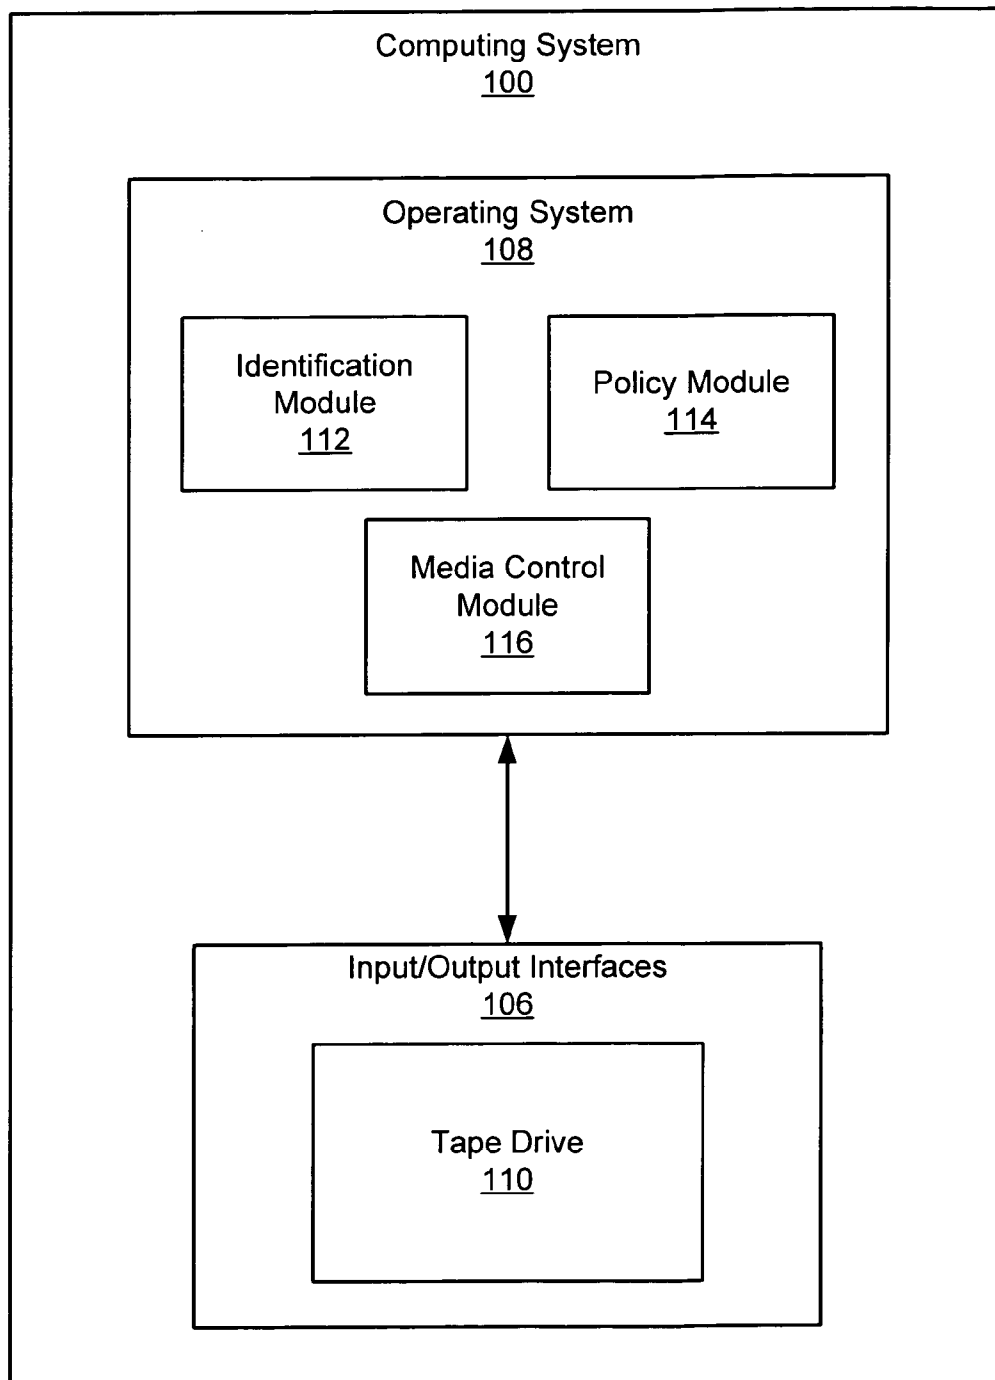 Computing System
100
Operating System
108
Identification
Module
112
Policy Module
114
Media Control
Module
116
Input/Output Interfaces
106
Tape Drive
110